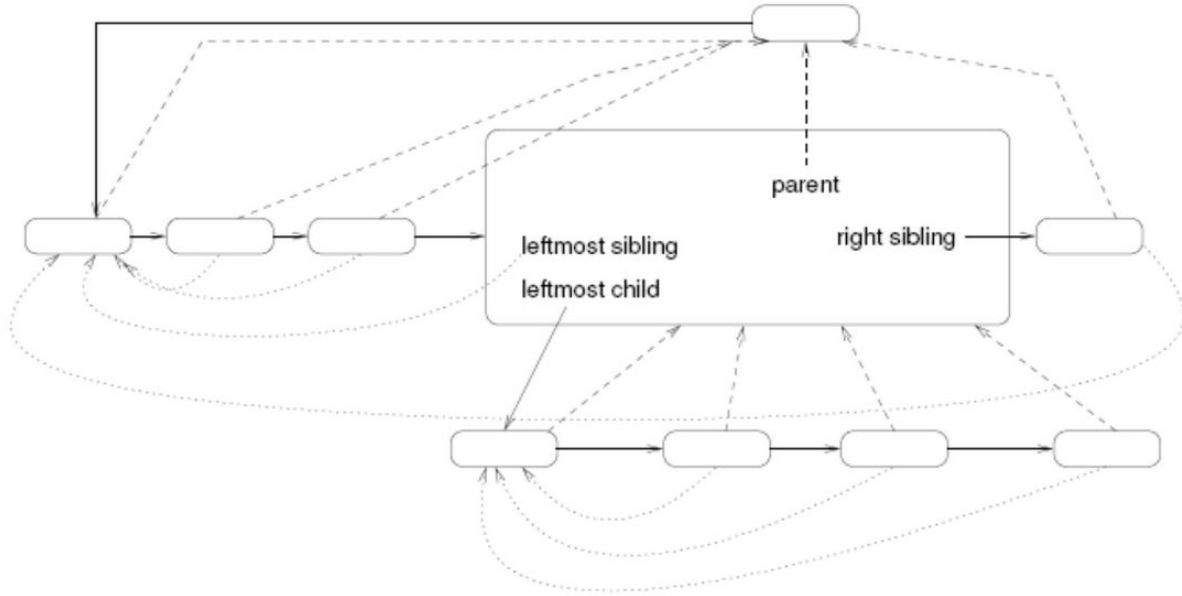 parent
right sibling
leftmost sibling
leftmost child